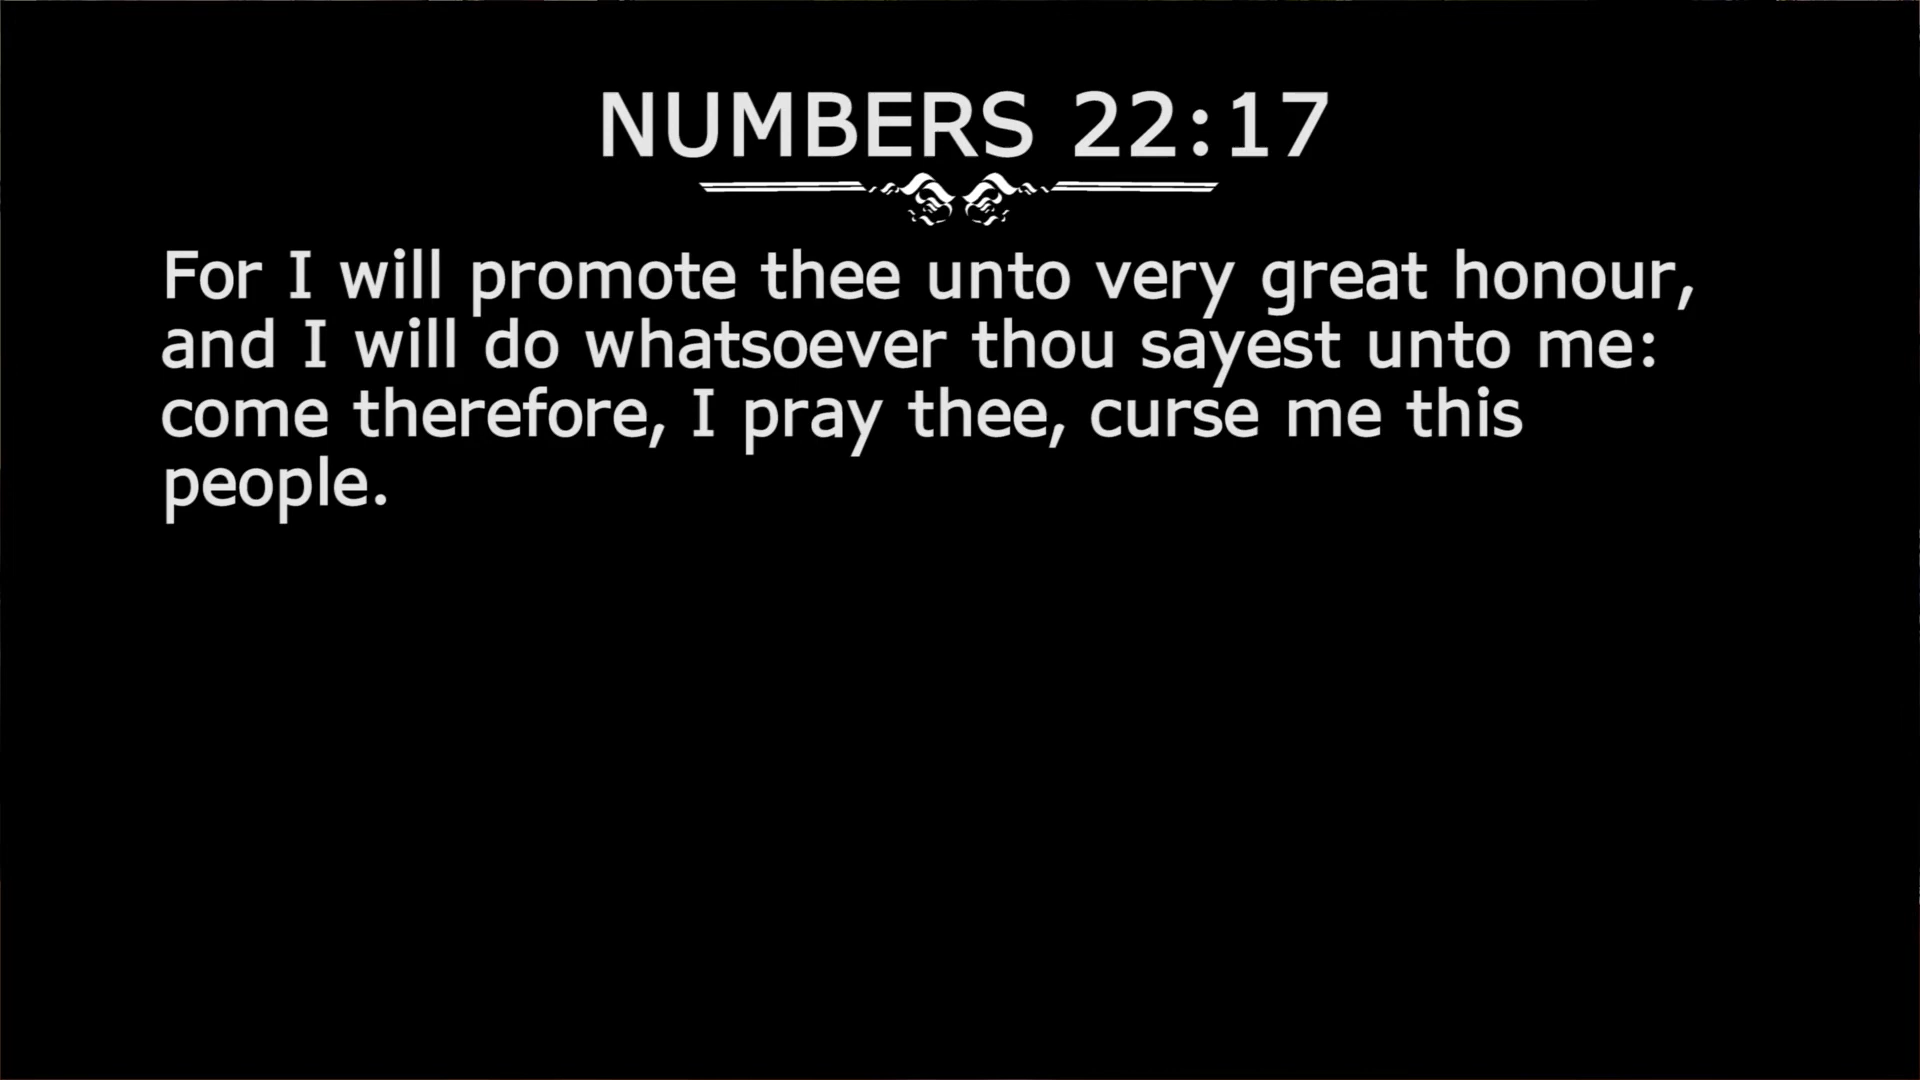 NUMBERS 22:17
For I will promote thee unto very great honour,
and I will do whatsoever thou sayest unto me:
come therefore, I pray thee, curse me this
people.